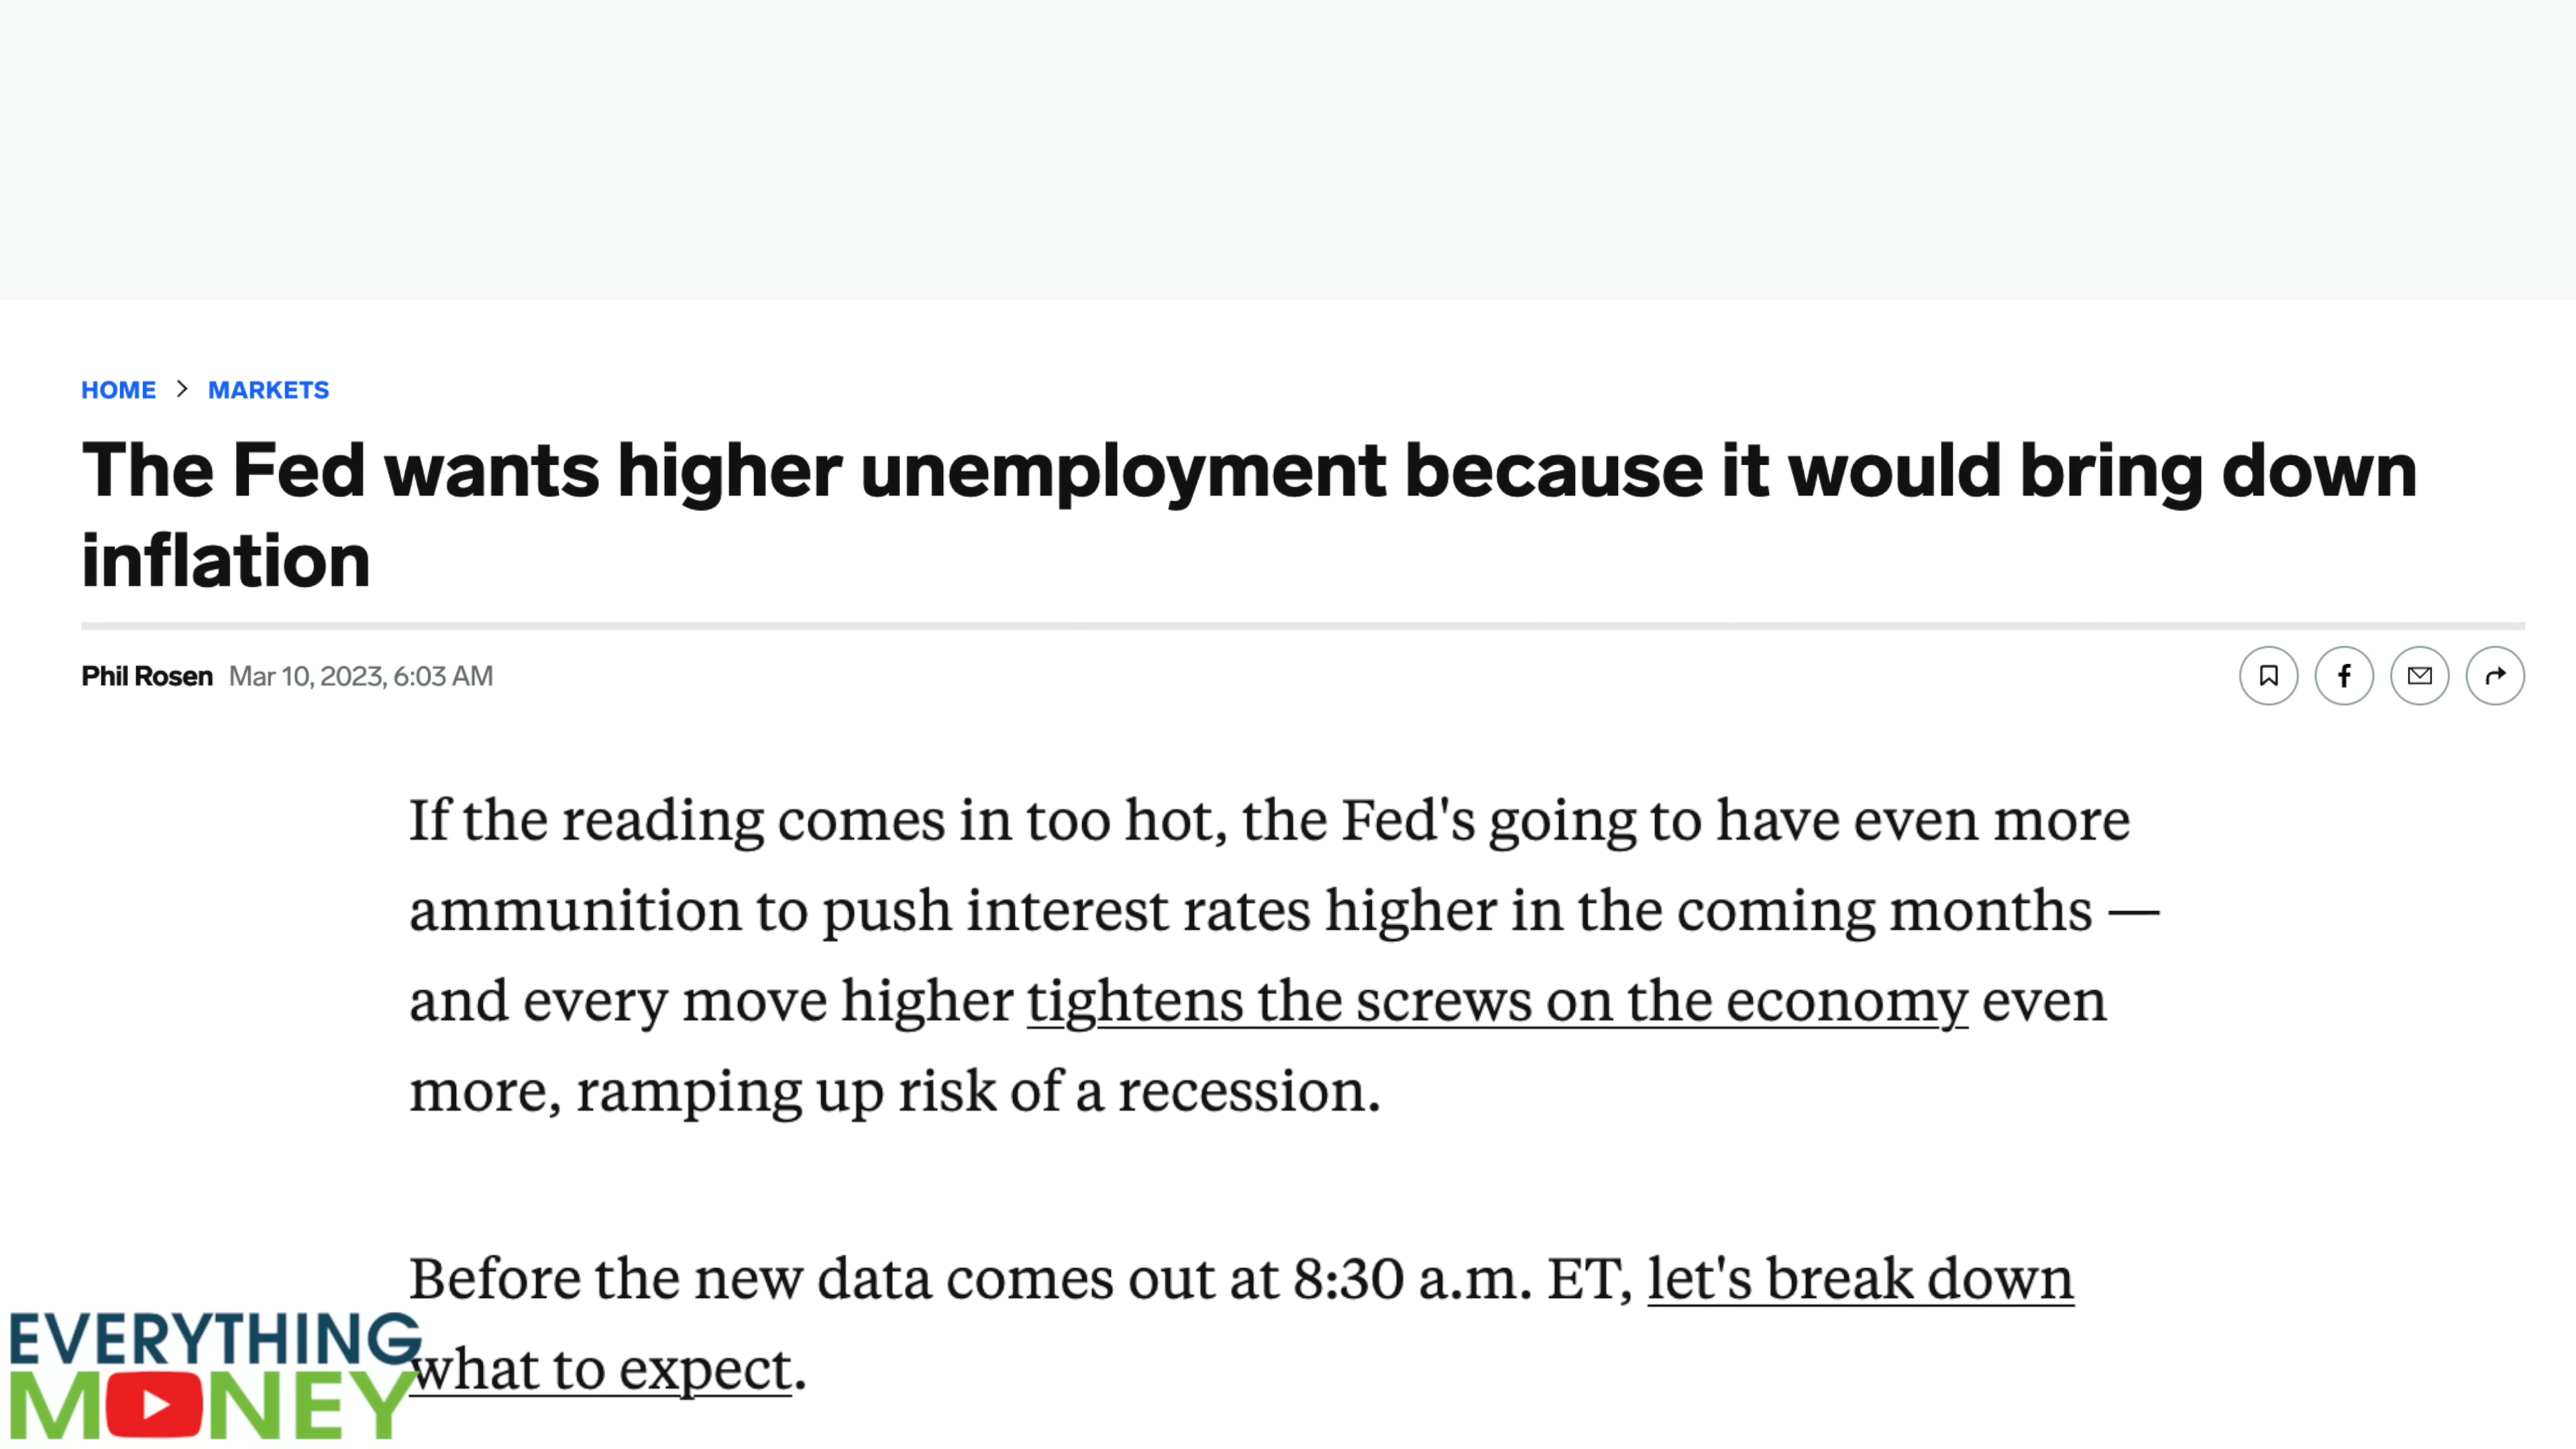 HOME > MARKETS
The Fed wants higher unemployment because it would bring down
inflation
Phil Rosen Mar 10, 2023, 6:03 AM
If the reading comes in too hot, the Fed's going to have even more
ammunition to push interest rates higher in the coming months —
and every move higher tightens the screws on the economy even
more, ramping up risk of a recession.
Before the new data comes out at 8:30 a.m. ET, let's break down
what to expect.
EVERYTHING
MONEY